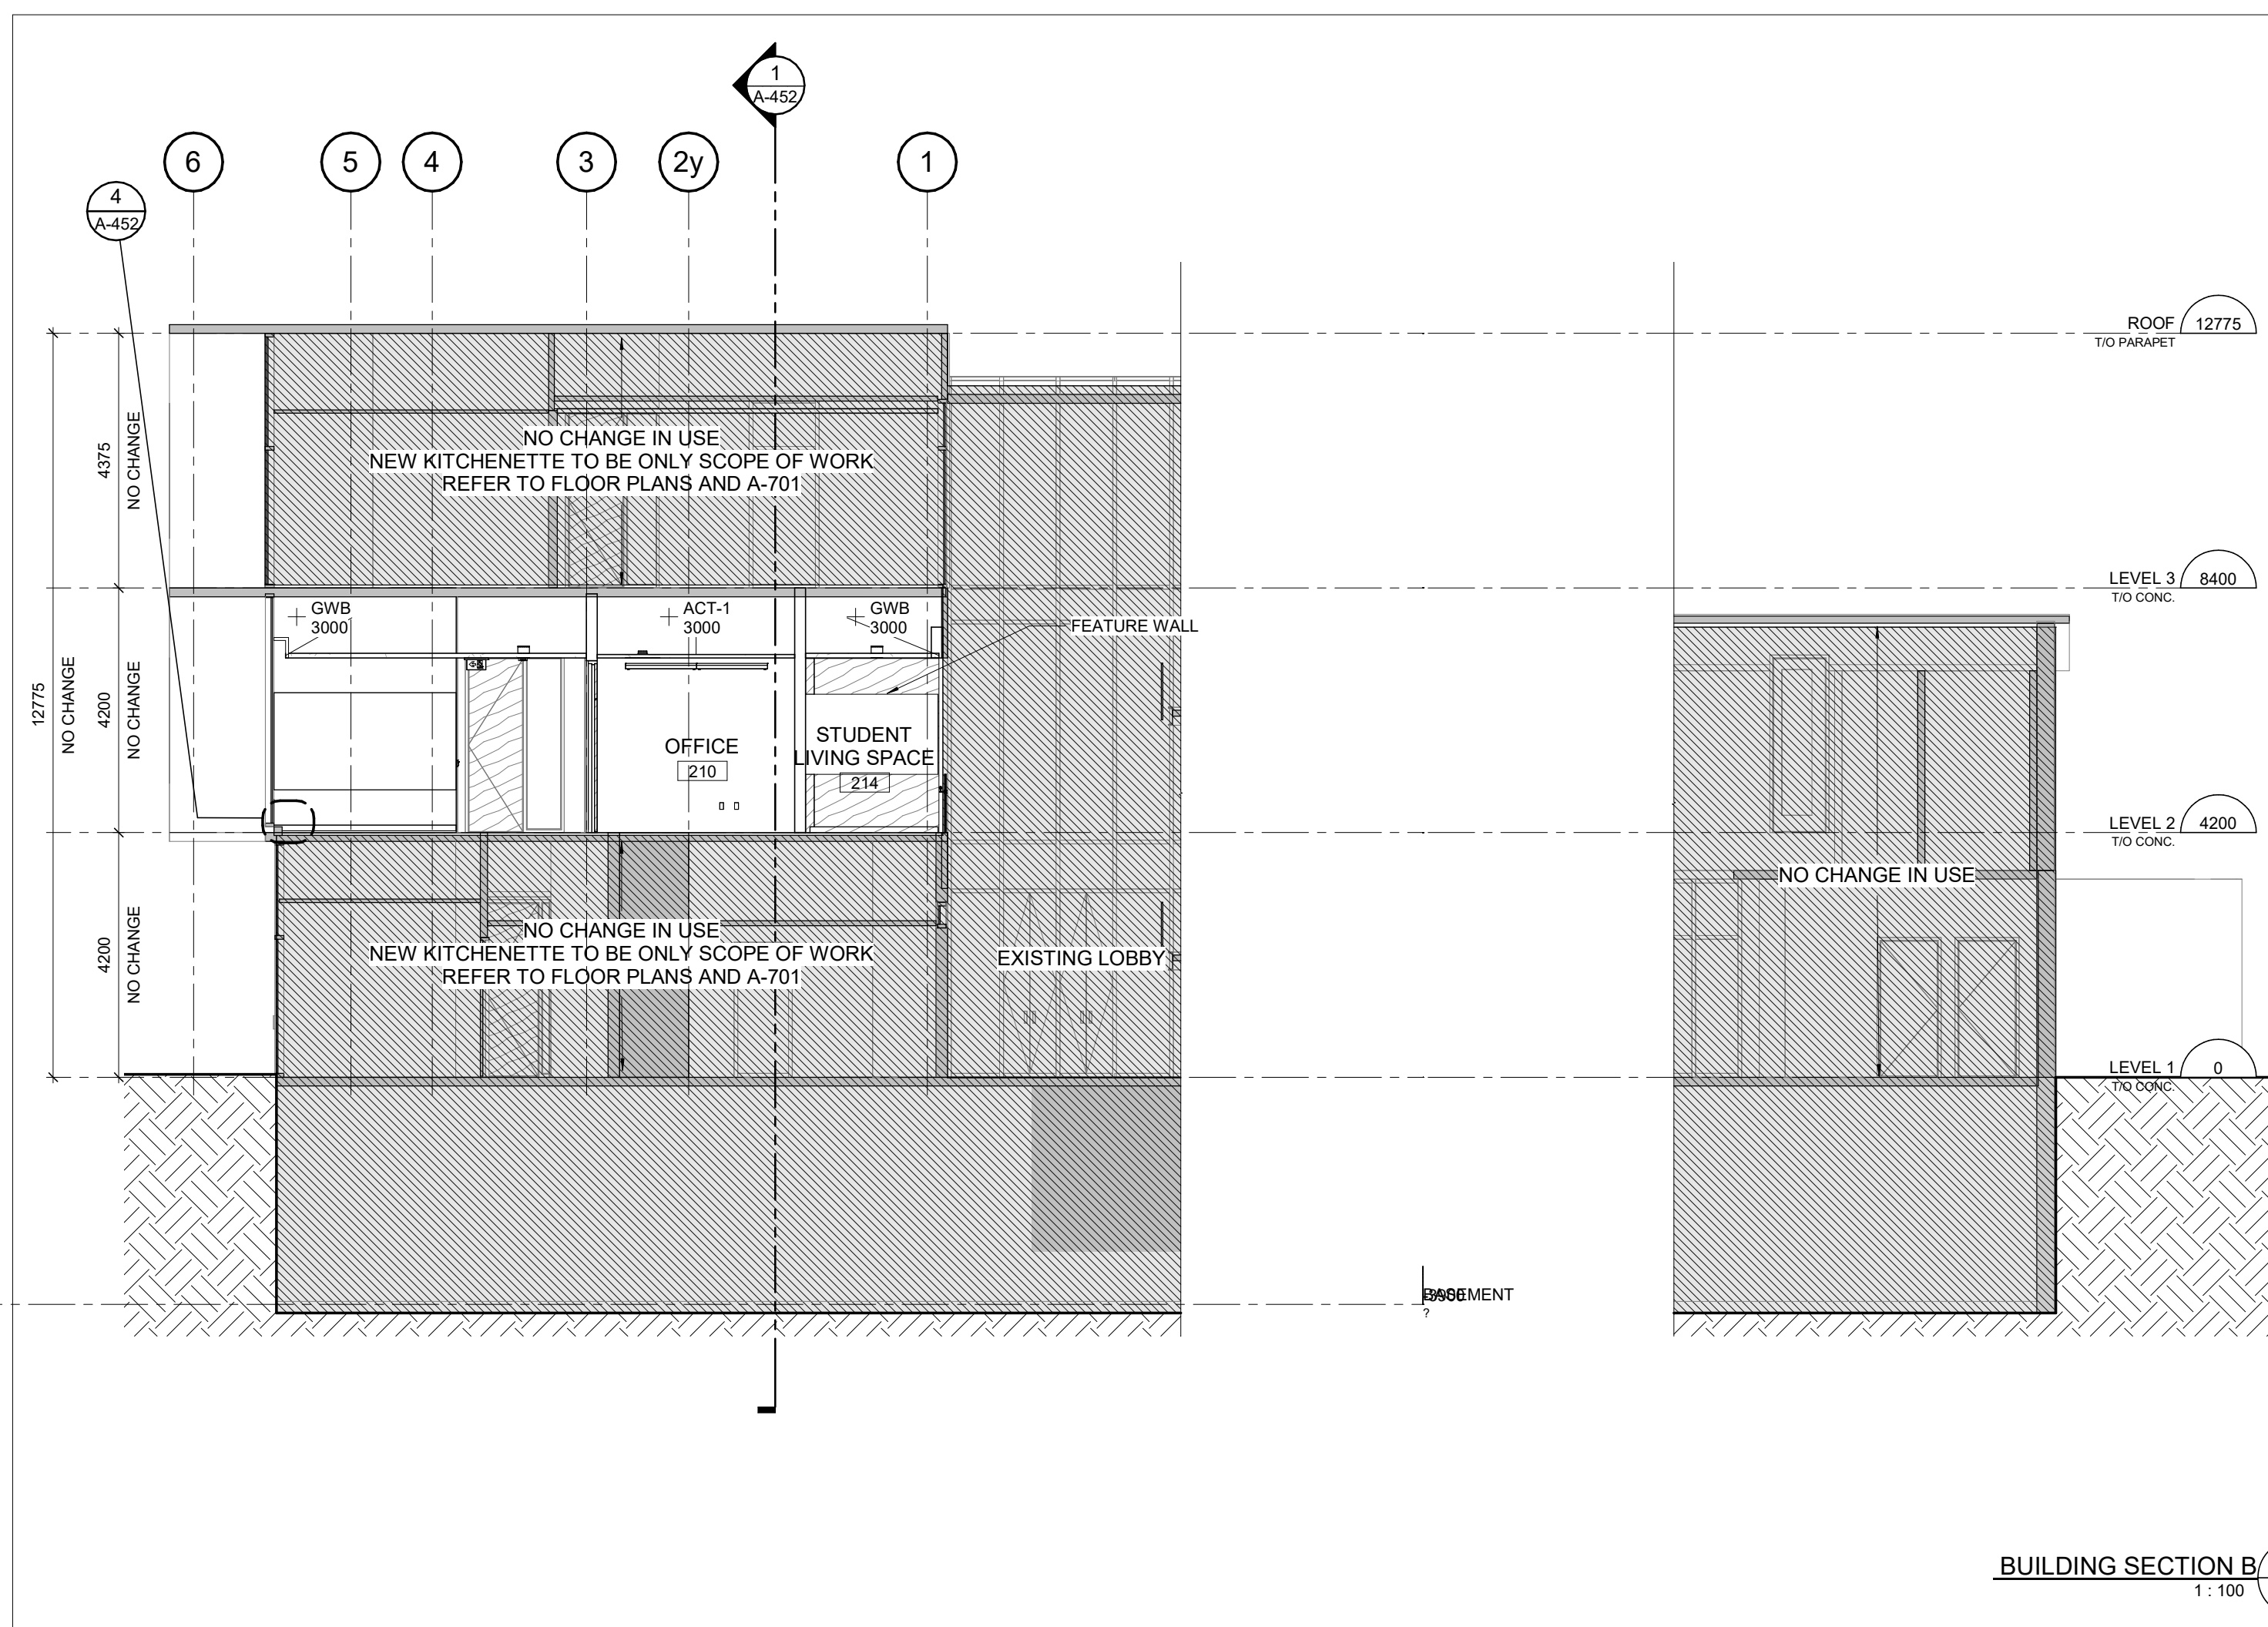 1
A-452
6
5
4
3
2y
1
4
A-452
ROOF 12775
T/O PARAPET
4375
NO CHANGE
NO CHANGE IN USE
NEW KITCHENETTE TO BE ONLY SCOPE OF WORK
REFER TO FLOOR PLANS AND A-701
LEVEL 3 8400
T/O CONC.
GWB
3000
ACT-1
3000
GWB
3000
FEATURE WALL
12775
NO CHANGE
4200
NO CHANGE
OFFICE
210
STUDENT
LIVING SPACE
214
LEVEL 2 4200
T/O CONC.
NO CHANGE IN USE
4200
NO CHANGE
NO CHANGE IN USE
NEW KITCHENETTE TO BE ONLY SCOPE OF WORK
REFER TO FLOOR PLANS AND A-701
EXISTING LOBBY
LEVEL 1 0
T/O CONC.
BASEMENT
?
BUILDING SECTION B
1 : 100